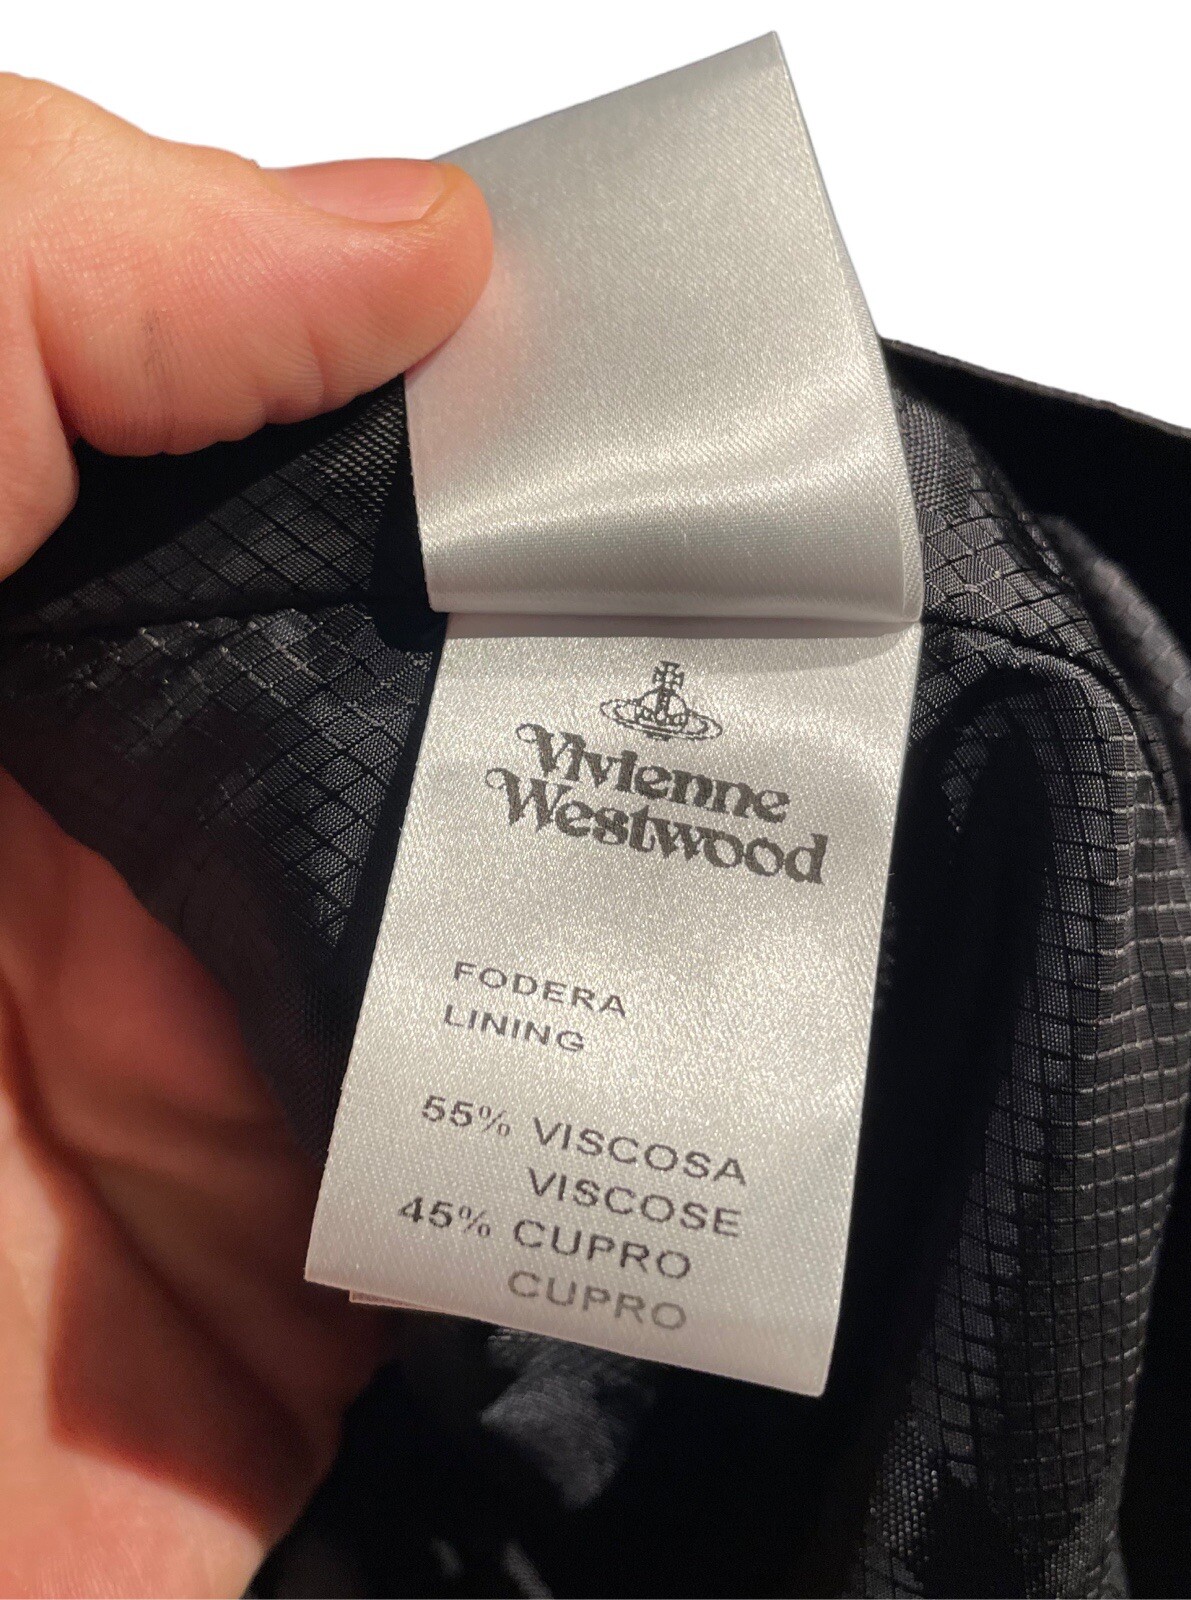 Vivienne
Westwood
FODERA
LINING
55% VISCOSA
VISCOSE
45% CUPRO
CUPRO